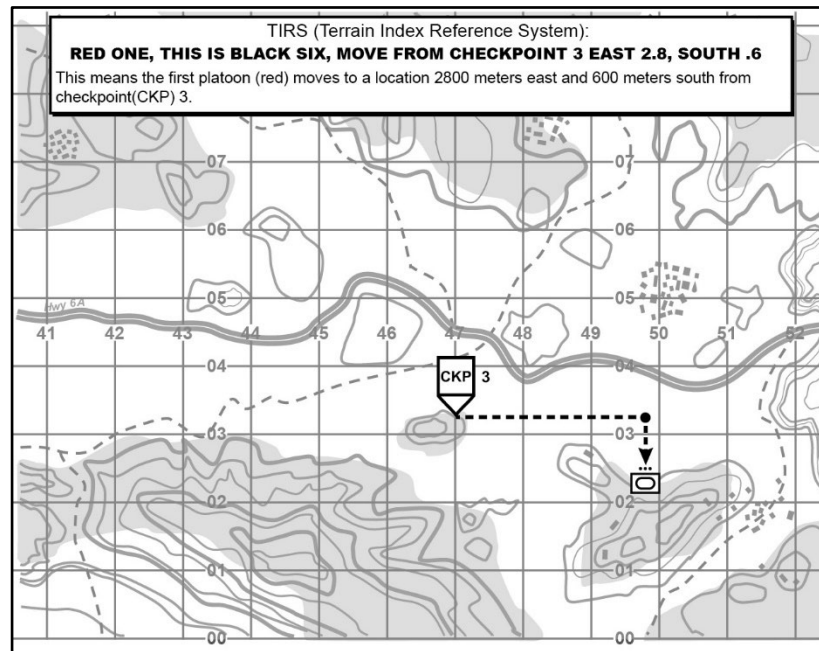 TIRS (Terrain Index Reference System):
RED ONE, THIS IS BLACK SIX, MOVE FROM CHECKPOINT 3 EAST 2.8, SOUTH .6
This means the first platoon (red) moves to a location 2800 meters east and 600 meters south from
checkpoint(CKP) 3.
07 07
06 06
Hwy 6A 05 05
41 42 43 44 45 46 47 48 49 50 51 52
04 04
CKP 3
03 03
02 02
01 01
00 00